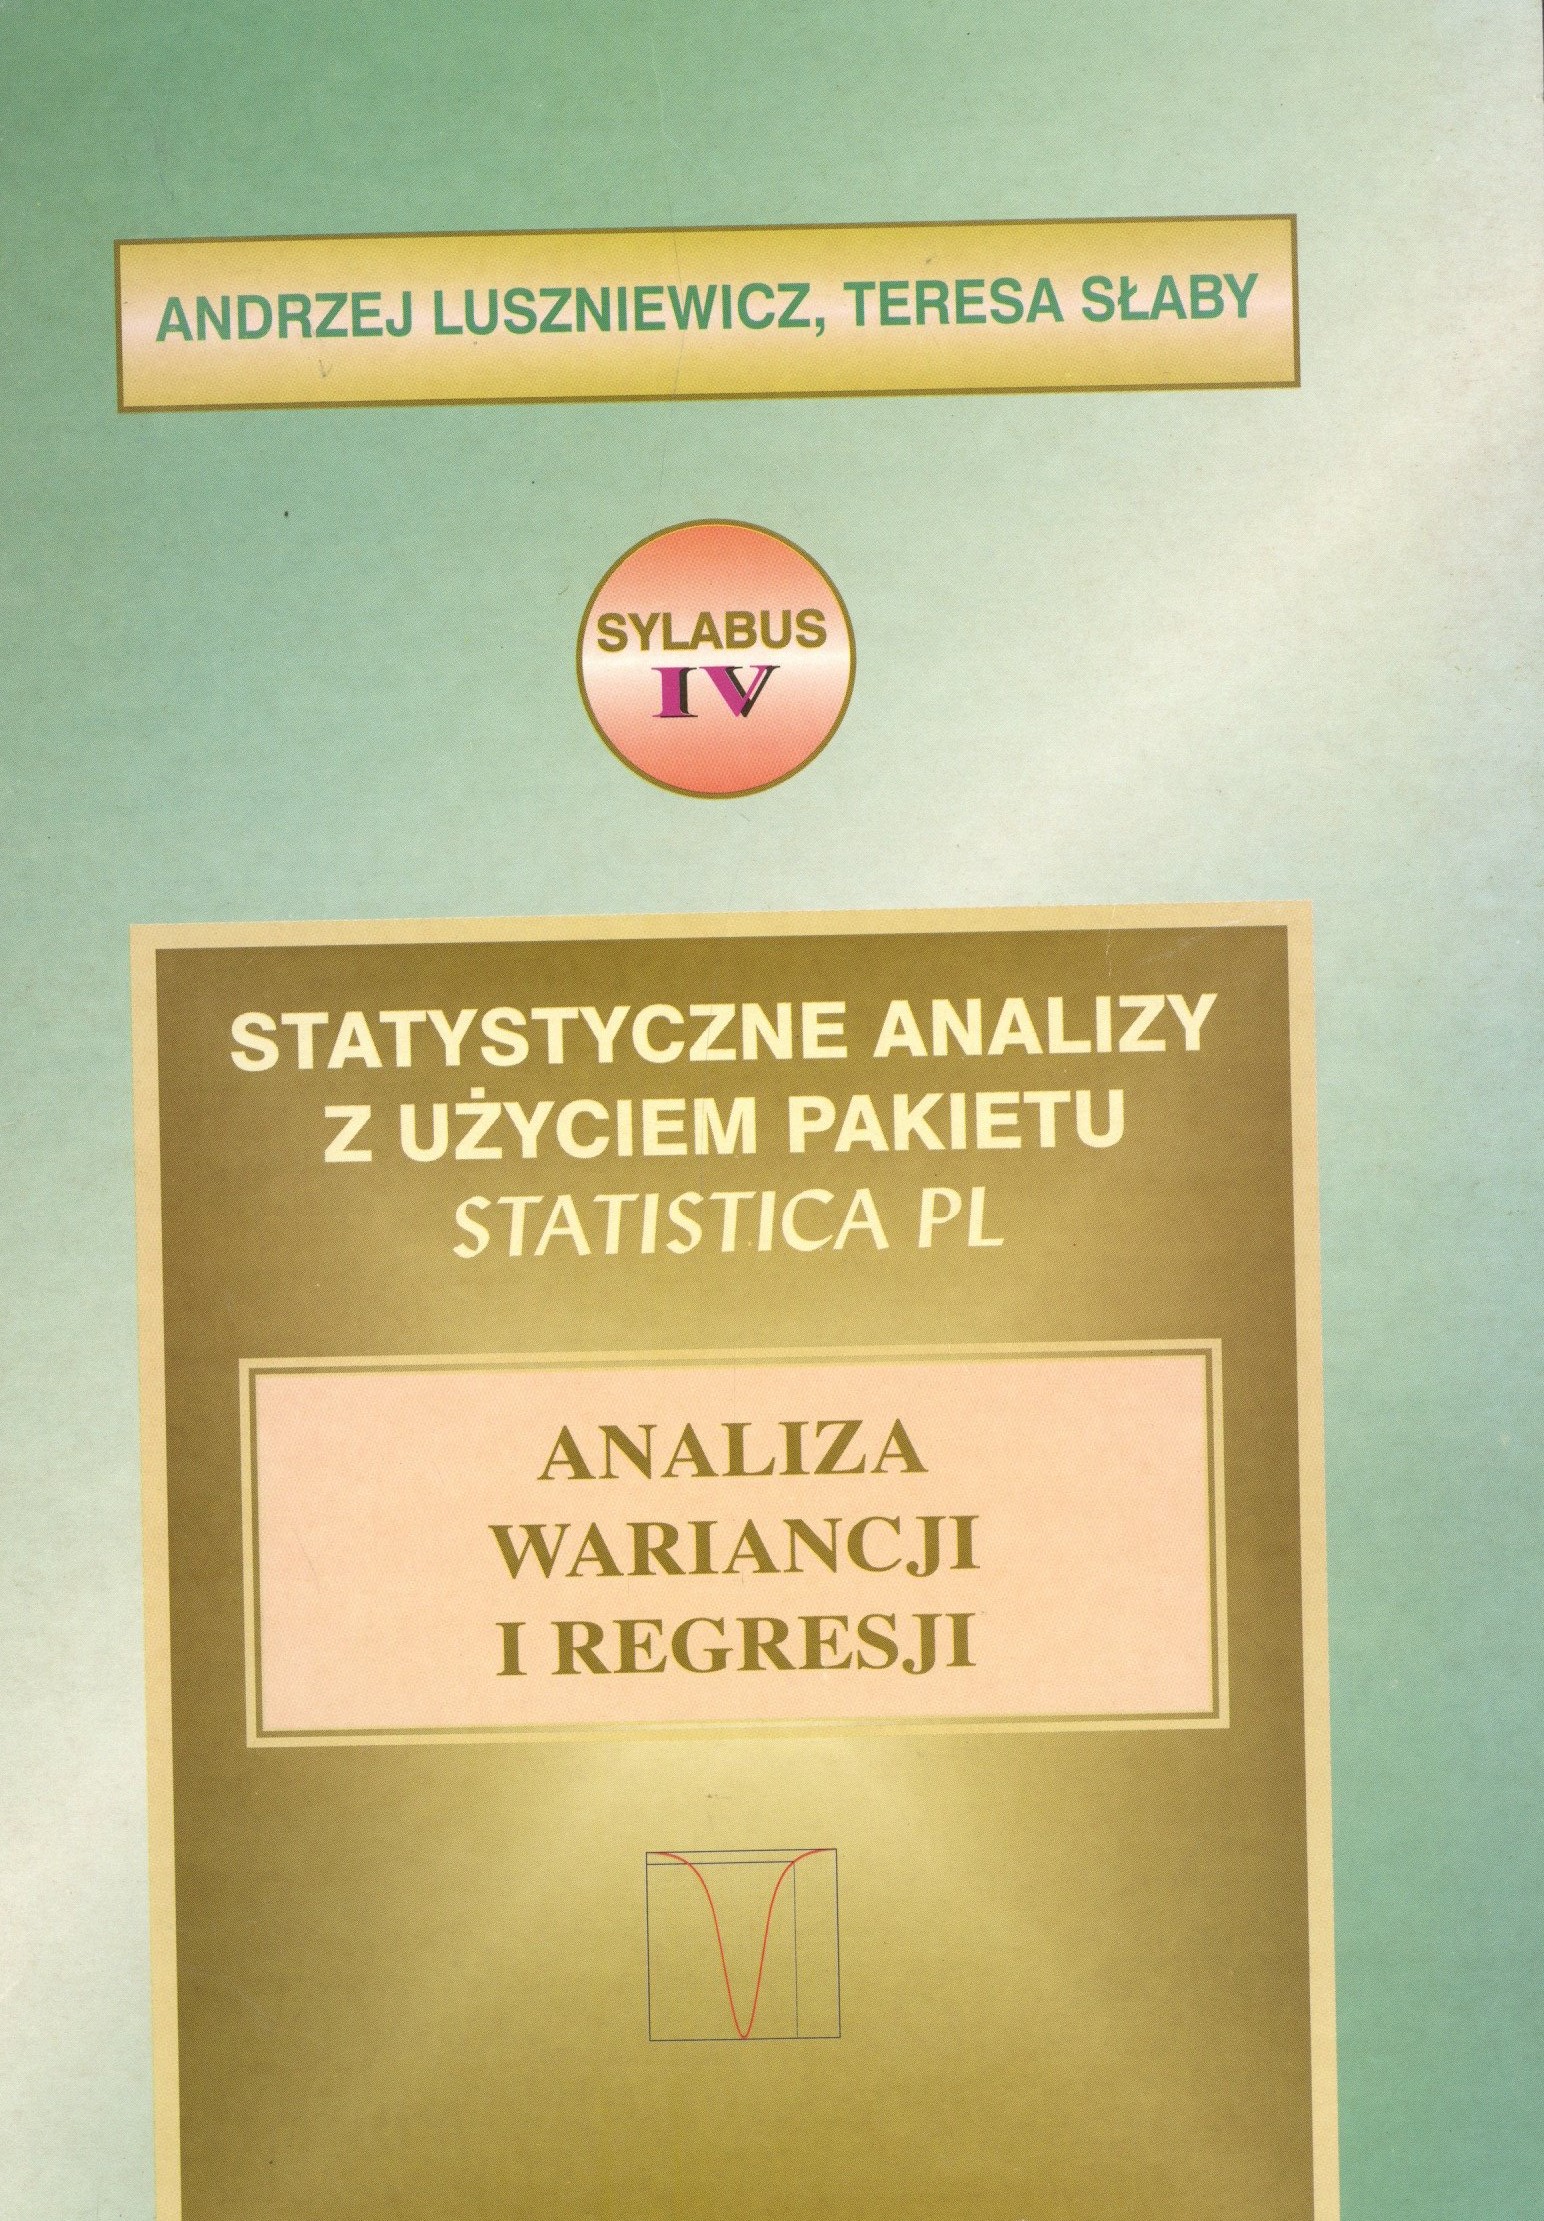 ANDRZEJ LUSZNIEWICZ, TERESA SŁABY
SYLABUS
IV
STATYSTYCZNE ANALIZY
Z UŻYCIEM PAKIETU
STATISTICA PL
ANALIZA
WARIANCJI
I REGRESJI